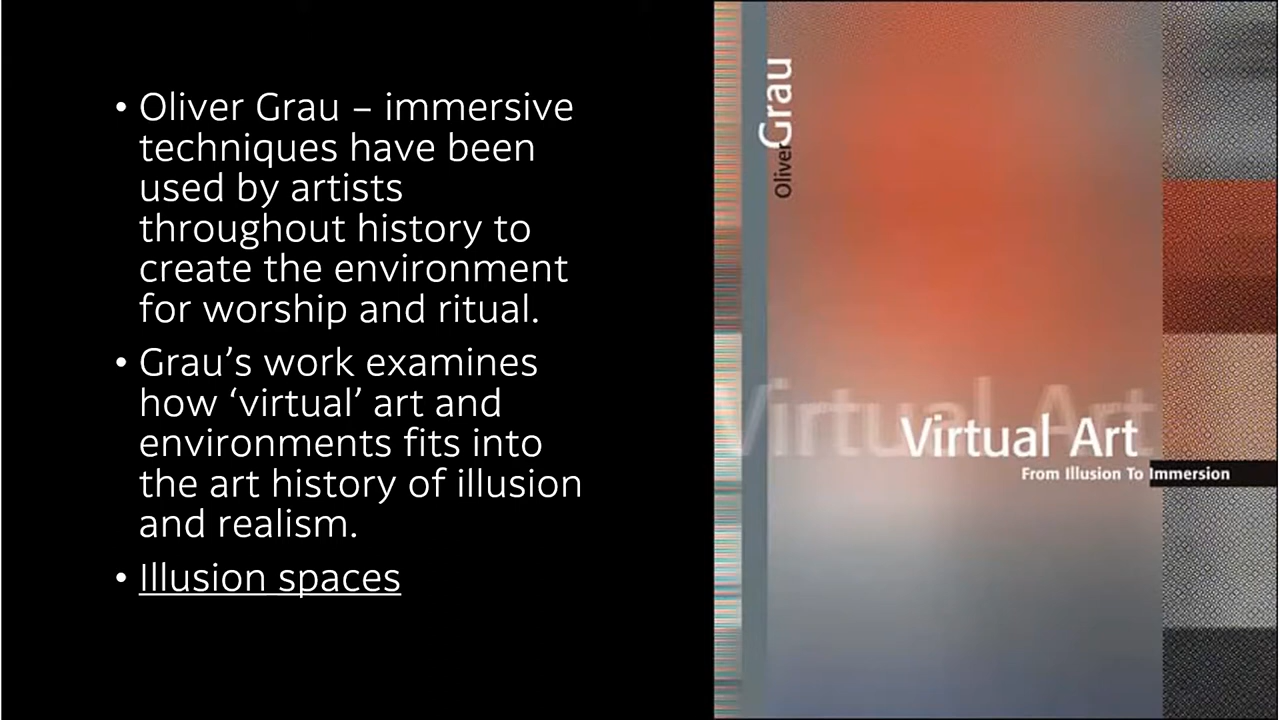 • Oliver Grau – immersive
techniques have been
used by artists
throughout history to
create the environment
for worship and ritual.
• Grau’s work examines
how ‘virtual’ art and
environments fits into
the art history of illusion
and realism.
• Illusion spaces
Oliver Grau
Virtual Art
Virtual Art
From Illusion To Immersion